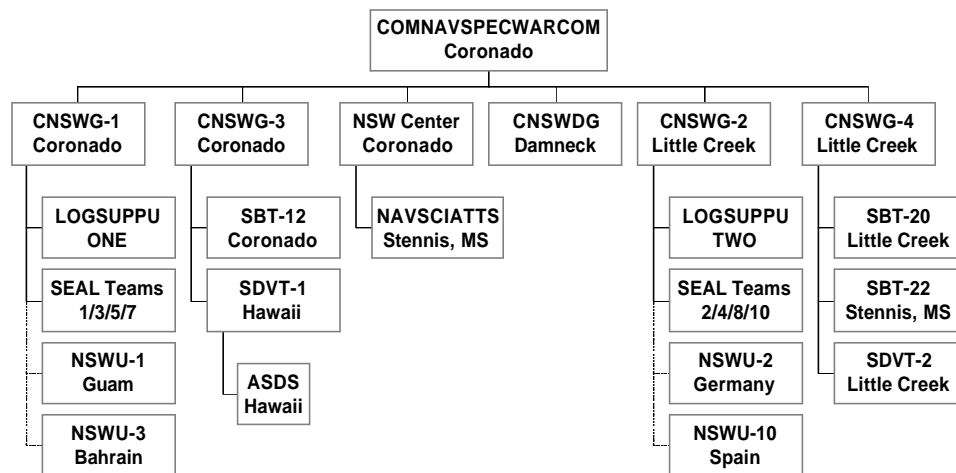 COMNAVSPECWARCOM
Coronado
CNSWG-1
Coronado
CNSWG-3
Coronado
NSW Center
Coronado
CNSWDG
Damneck
CNSWG-2
Little Creek
CNSWG-4
Little Creek
LOGSUPPU
ONE
SEAL Teams
1/3/5/7
NSWU-1
Guam
NSWU-3
Bahrain
SBT-12
Coronado
SDVT-1
Hawaii
ASDS
Hawaii
NAVSCIATTS
Stennis, MS
LOGSUPPU
TWO
SEAL Teams
2/4/8/10
NSWU-2
Germany
NSWU-10
Spain
SBT-20
Little Creek
SBT-22
Stennis, MS
SDVT-2
Little Creek